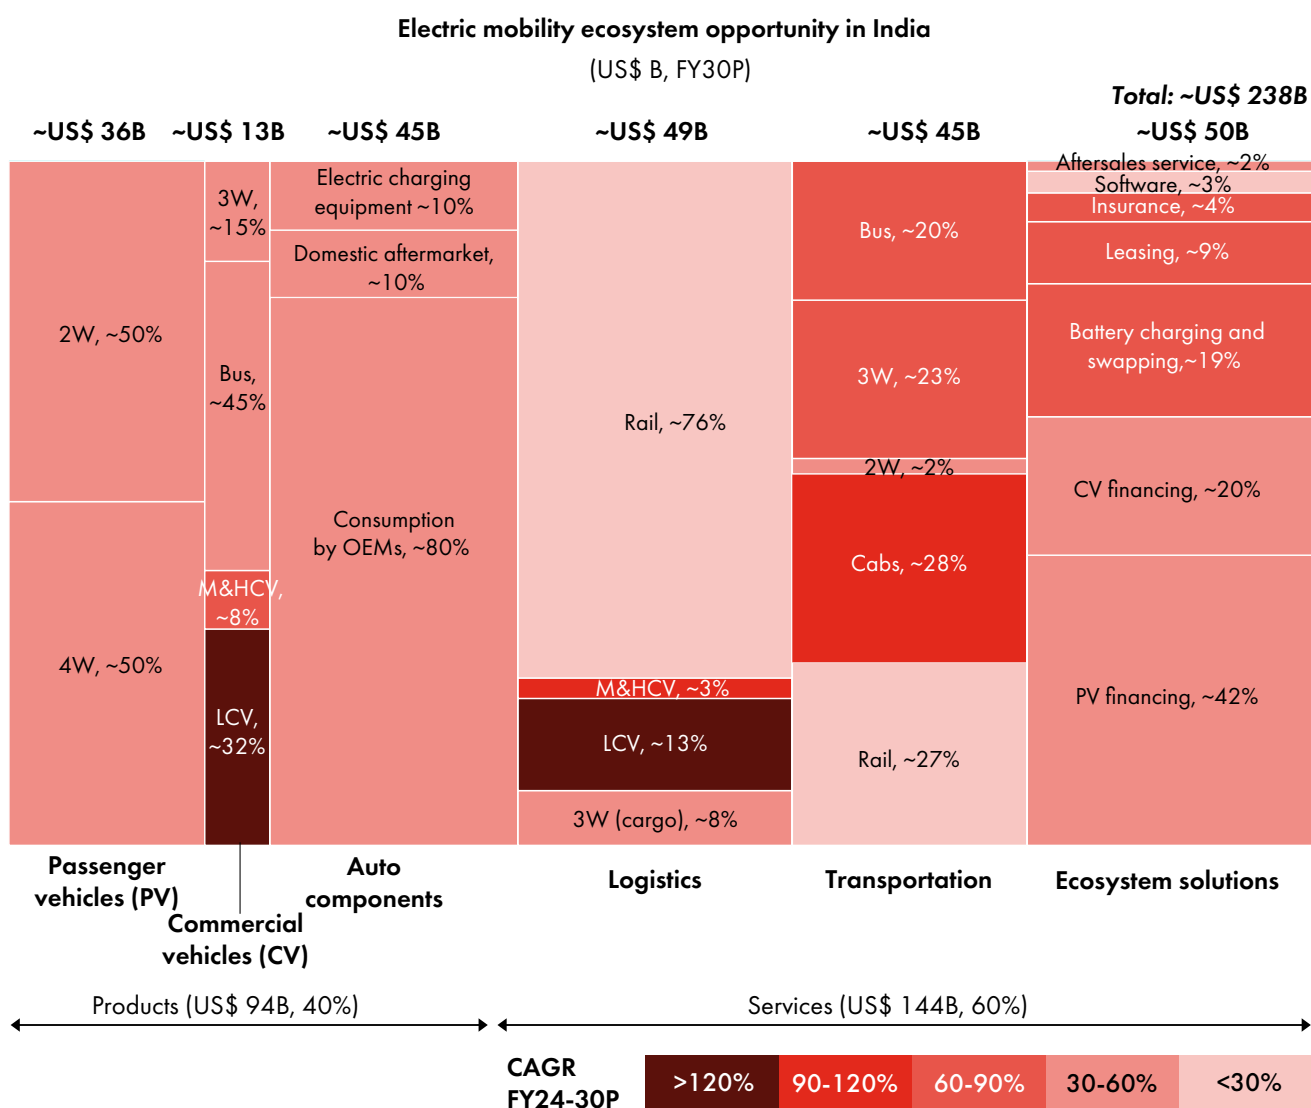 Electric mobility ecosystem opportunity in India
(US$ B, FY30P)
Total: ~US$ 238B
~US$ 36B
~US$ 13B
~US$ 45B
~US$ 49B
~US$ 45B
~US$ 50B
2W, ~50%
4W, ~50%
3W,
~15%
Bus,
~45%
M&HCV,
~8%
LCV,
~32%
Electric charging
equipment ~10%
Domestic aftermarket,
~10%
Consumption
by OEMs, ~80%
Rail, ~76%
M&HCV, ~3%
LCV, ~13%
3W (cargo), ~8%
Bus, ~20%
3W, ~23%
2W, ~2%
Cabs, ~28%
Rail, ~27%
Aftersales service, ~2%
Software, ~3%
Insurance, ~4%
Leasing, ~9%
Battery charging and
swapping,~19%
CV financing, ~20%
PV financing, ~42%
Passenger
vehicles (PV)
Commercial
vehicles (CV)
Auto
components
Logistics
Transportation
Ecosystem solutions
Products (US$ 94B, 40%)
Services (US$ 144B, 60%)
CAGR
FY24-30P
>120%
90-120%
60-90%
30-60%
<30%